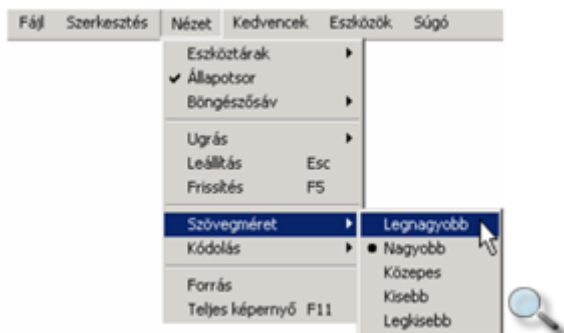 Fájl Szerkesztés Nézet Kedvencek Eszközök Súgó
Eszköztárak
Állapotsor
Böngészősáv
Ugrás
Leállítás Esc
Frissítés F5
Szövegméret
Kódolás
Forrás
Teljes képernyő F11
Legnagyobb
Nagyobb
Közepes
Kisebb
Legkisebb